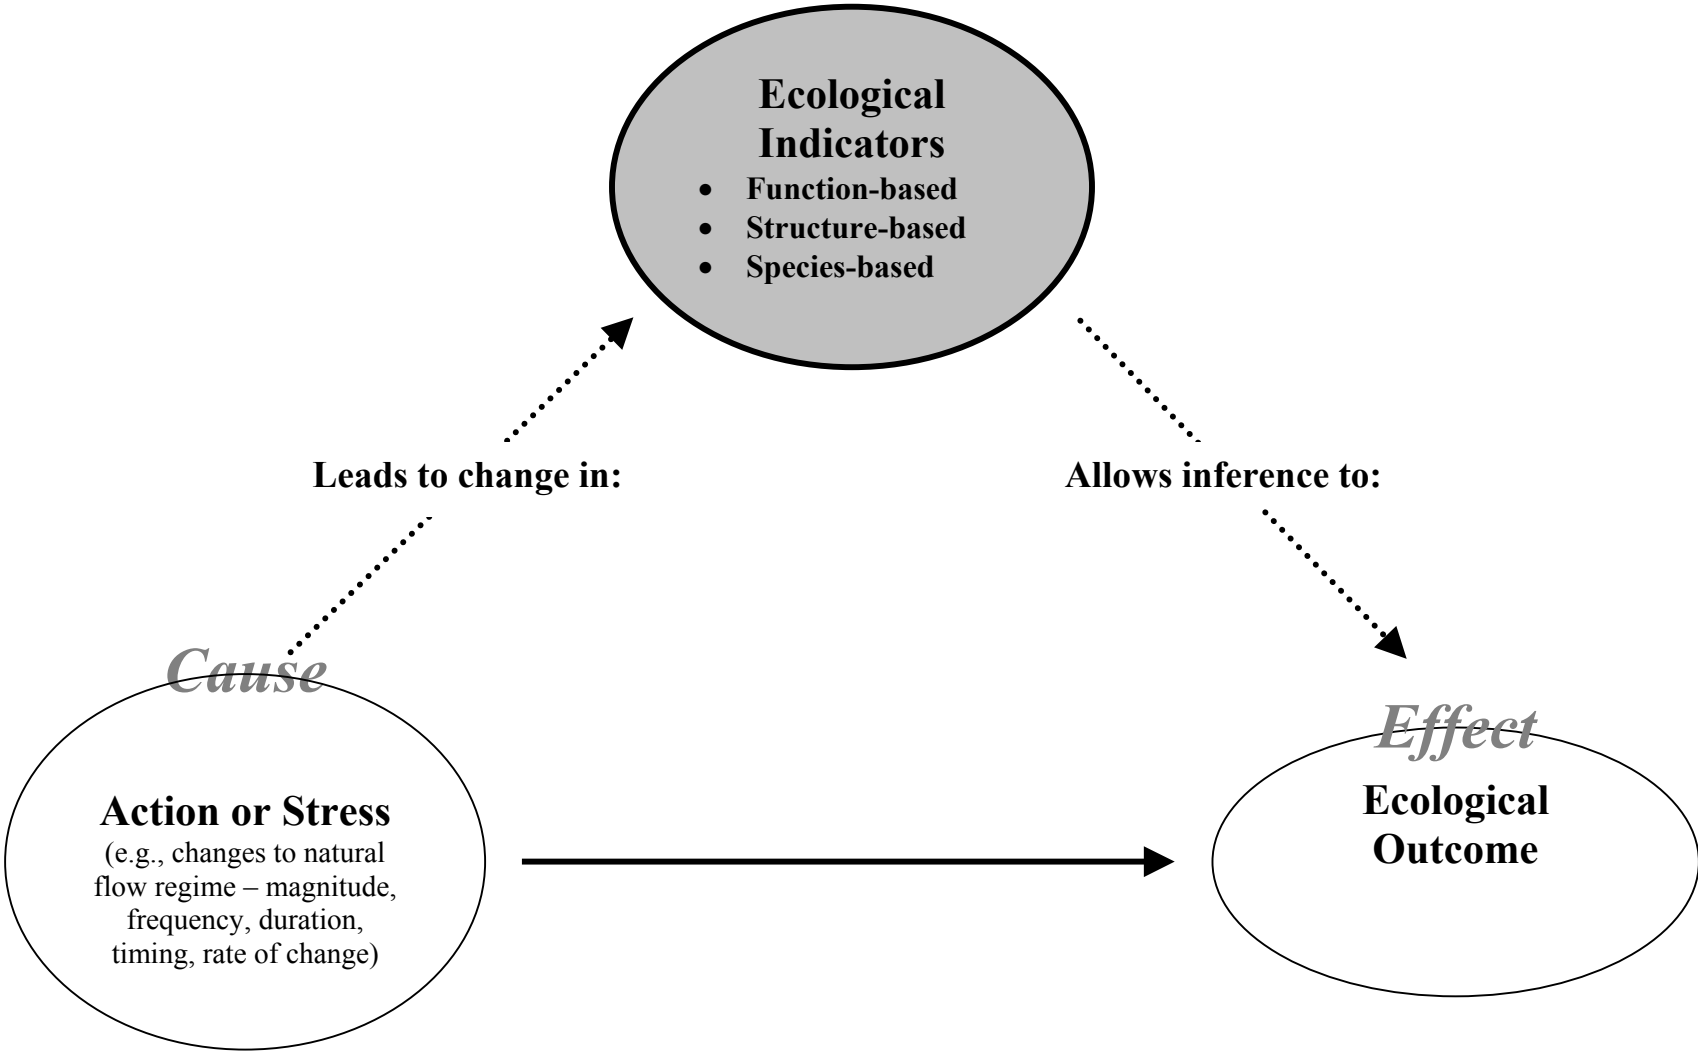 Ecological
Indicators
• Function-based
• Structure-based
• Species-based
Leads to change in:
Allows inference to:
Cause
Action or Stress
(e.g., changes to natural
flow regime – magnitude,
frequency, duration,
timing, rate of change)
Effect
Ecological
Outcome